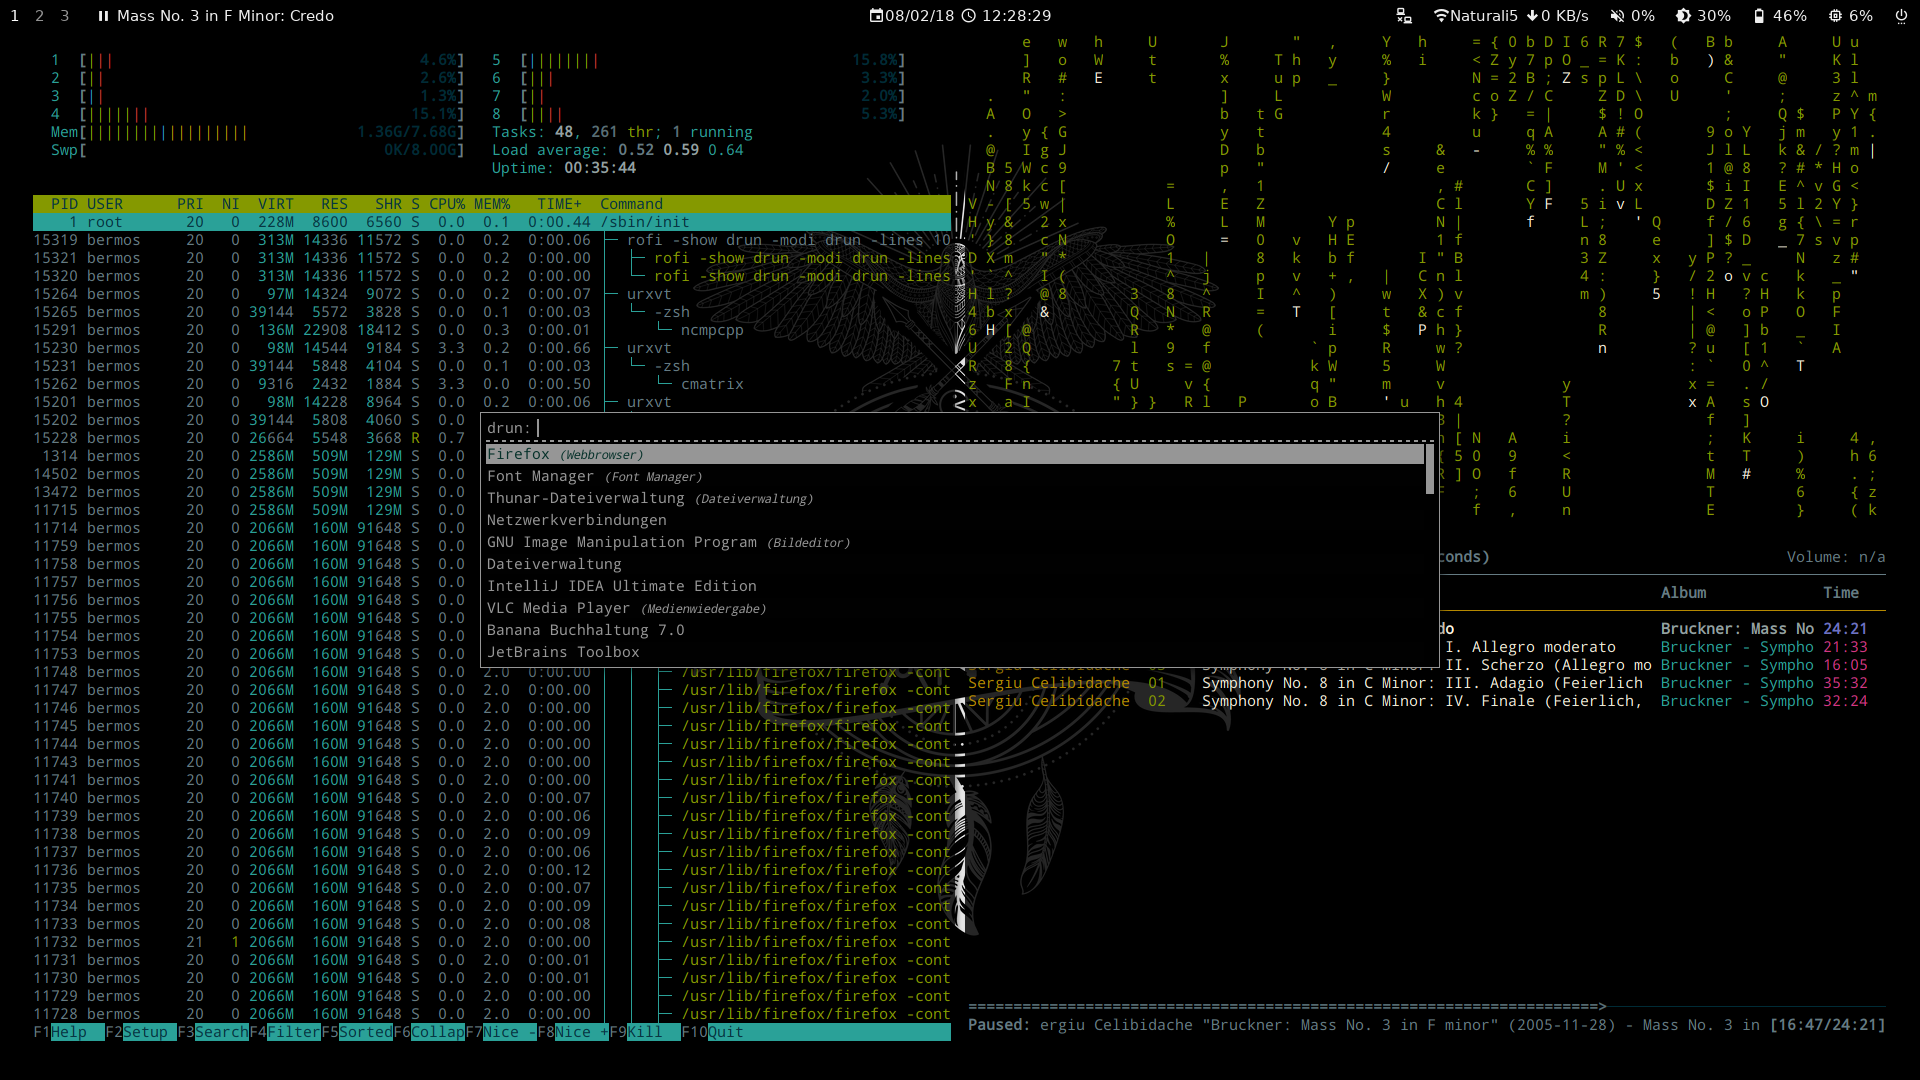 1 2 3 Mass No. 3 in F Minor: Credo 08/02/18 12:28:29 Naturali5 0 KB/s 0% 30% 46% 6%
1 [||| 4.6%] 5 [|||||||| 15.8%]
2 [|| 2.6%] 6 [||| 3.3%]
3 [|| 1.3%] 7 [|| 2.0%]
4 [||||||| 15.1%] 8 [|||| 5.3%]
Mem[|||||||||||||||||| 1.36G/7.68G] Tasks: 48, 261 thr; 1 running
Swp[ 0K/8.00G] Load average: 0.52 0.59 0.64
Uptime: 00:35:44
PID USER PRI NI VIRT RES SHR S CPU% MEM% TIME+ Command
1 root 20 0 228M 8600 6560 S 0.0 0.1 0:00.44 /sbin/init
15319 bermos 20 0 313M 14336 11572 S 0.0 0.2 0:00.06 rofi -show drun -modi drun -lines 10
15321 bermos 20 0 313M 14336 11572 S 0.0 0.2 0:00.00 rofi -show drun -modi drun -lines
15320 bermos 20 0 313M 14336 11572 S 0.0 0.2 0:00.00 rofi -show drun -modi drun -lines
15264 bermos 20 0 97M 14324 9072 S 0.0 0.2 0:00.07 urxvt
15265 bermos 20 0 39144 5572 3828 S 0.0 0.1 0:00.03 -zsh
15291 bermos 20 0 136M 22908 18412 S 0.0 0.3 0:00.01 ncmpcpp
15230 bermos 20 0 98M 14544 9184 S 3.3 0.2 0:00.66 urxvt
15231 bermos 20 0 39144 5848 4104 S 0.0 0.1 0:00.03 -zsh
15262 bermos 20 0 9316 2432 1884 S 3.3 0.0 0:00.50 cmatrix
15201 bermos 20 0 98M 14228 8964 S 0.0 0.2 0:00.06 urxvt
15202 bermos 20 0 39144 5808 4060 S 0.0
15228 bermos 20 0 26664 5548 3668 R 0.7
1314 bermos 20 0 2586M 509M 129M S 0.0
14502 bermos 20 0 2586M 509M 129M S 0.0
13472 bermos 20 0 2586M 509M 129M S 0.0
11715 bermos 20 0 2586M 509M 129M S 0.0
11714 bermos 20 0 2066M 160M 91648 S 0.0
11759 bermos 20 0 2066M 160M 91648 S 0.0
11758 bermos 20 0 2066M 160M 91648 S 0.0
11757 bermos 20 0 2066M 160M 91648 S 0.0
11756 bermos 20 0 2066M 160M 91648 S 0.0
11755 bermos 20 0 2066M 160M 91648 S 0.0
11754 bermos 20 0 2066M 160M 91648 S 0.0
11753 bermos 20 0 2066M 160M 91648 S 0.0
11748 bermos 20 0 2066M 160M 91648 S 0.0 2.0 0:00.00 /usr/lib/firefox/firefox -cont
11747 bermos 20 0 2066M 160M 91648 S 0.0 2.0 0:00.00 /usr/lib/firefox/firefox -cont
11746 bermos 20 0 2066M 160M 91648 S 0.0 2.0 0:00.00 /usr/lib/firefox/firefox -cont
11745 bermos 20 0 2066M 160M 91648 S 0.0 2.0 0:00.00 /usr/lib/firefox/firefox -cont
11744 bermos 20 0 2066M 160M 91648 S 0.0 2.0 0:00.00 /usr/lib/firefox/firefox -cont
11743 bermos 20 0 2066M 160M 91648 S 0.0 2.0 0:00.00 /usr/lib/firefox/firefox -cont
11741 bermos 20 0 2066M 160M 91648 S 0.0 2.0 0:00.00 /usr/lib/firefox/firefox -cont
11740 bermos 20 0 2066M 160M 91648 S 0.0 2.0 0:00.07 /usr/lib/firefox/firefox -cont
11739 bermos 20 0 2066M 160M 91648 S 0.0 2.0 0:00.06 /usr/lib/firefox/firefox -cont
11738 bermos 20 0 2066M 160M 91648 S 0.0 2.0 0:00.09 /usr/lib/firefox/firefox -cont
11737 bermos 20 0 2066M 160M 91648 S 0.0 2.0 0:00.06 /usr/lib/firefox/firefox -cont
11736 bermos 20 0 2066M 160M 91648 S 0.0 2.0 0:00.12 /usr/lib/firefox/firefox -cont
11735 bermos 20 0 2066M 160M 91648 S 0.0 2.0 0:00.07 /usr/lib/firefox/firefox -cont
11734 bermos 20 0 2066M 160M 91648 S 0.0 2.0 0:00.09 /usr/lib/firefox/firefox -cont
11733 bermos 20 0 2066M 160M 91648 S 0.0 2.0 0:00.08 /usr/lib/firefox/firefox -cont
11732 bermos 21 1 2066M 160M 91648 S 0.0 2.0 0:00.00 /usr/lib/firefox/firefox -cont
11731 bermos 20 0 2066M 160M 91648 S 0.0 2.0 0:00.01 /usr/lib/firefox/firefox -cont
11730 bermos 20 0 2066M 160M 91648 S 0.0 2.0 0:00.01 /usr/lib/firefox/firefox -cont
11729 bermos 20 0 2066M 160M 91648 S 0.0 2.0 0:00.00 /usr/lib/firefox/firefox -cont
11728 bermos 20 0 2066M 160M 91648 S 0.0 2.0 0:00.00 /usr/lib/firefox/firefox -cont
F1Help F2Setup F3SearchF4FilterF5SortedF6CollapF7Nice -F8Nice +F9Kill F10Quit
drun:
Firefox (Webbrowser)
Font Manager (Font Manager)
Thunar-Dateiverwaltung (Dateiverwaltung)
Netzwerkverbindungen
GNU Image Manipulation Program (Bildeditor)
Dateiverwaltung
IntelliJ IDEA Ultimate Edition
VLC Media Player (Medienwiedergabe)
Banana Buchhaltung 7.0
JetBrains Toolbox
conds) Volume: n/a
Album Time
do Bruckner: Mass No 24:21
I. Allegro moderato Bruckner - Sympho 21:33
II. Scherzo (Allegro mo Bruckner - Sympho 16:05
Sergiu Celibidache 01 Symphony No. 8 in C Minor: III. Adagio (Feierlich Bruckner - Sympho 35:32
Sergiu Celibidache 02 Symphony No. 8 in C Minor: IV. Finale (Feierlich, Bruckner - Sympho 32:24
Paused: ergiu Celibidache "Bruckner: Mass No. 3 in F minor" (2005-11-28) - Mass No. 3 in [16:47/24:21]